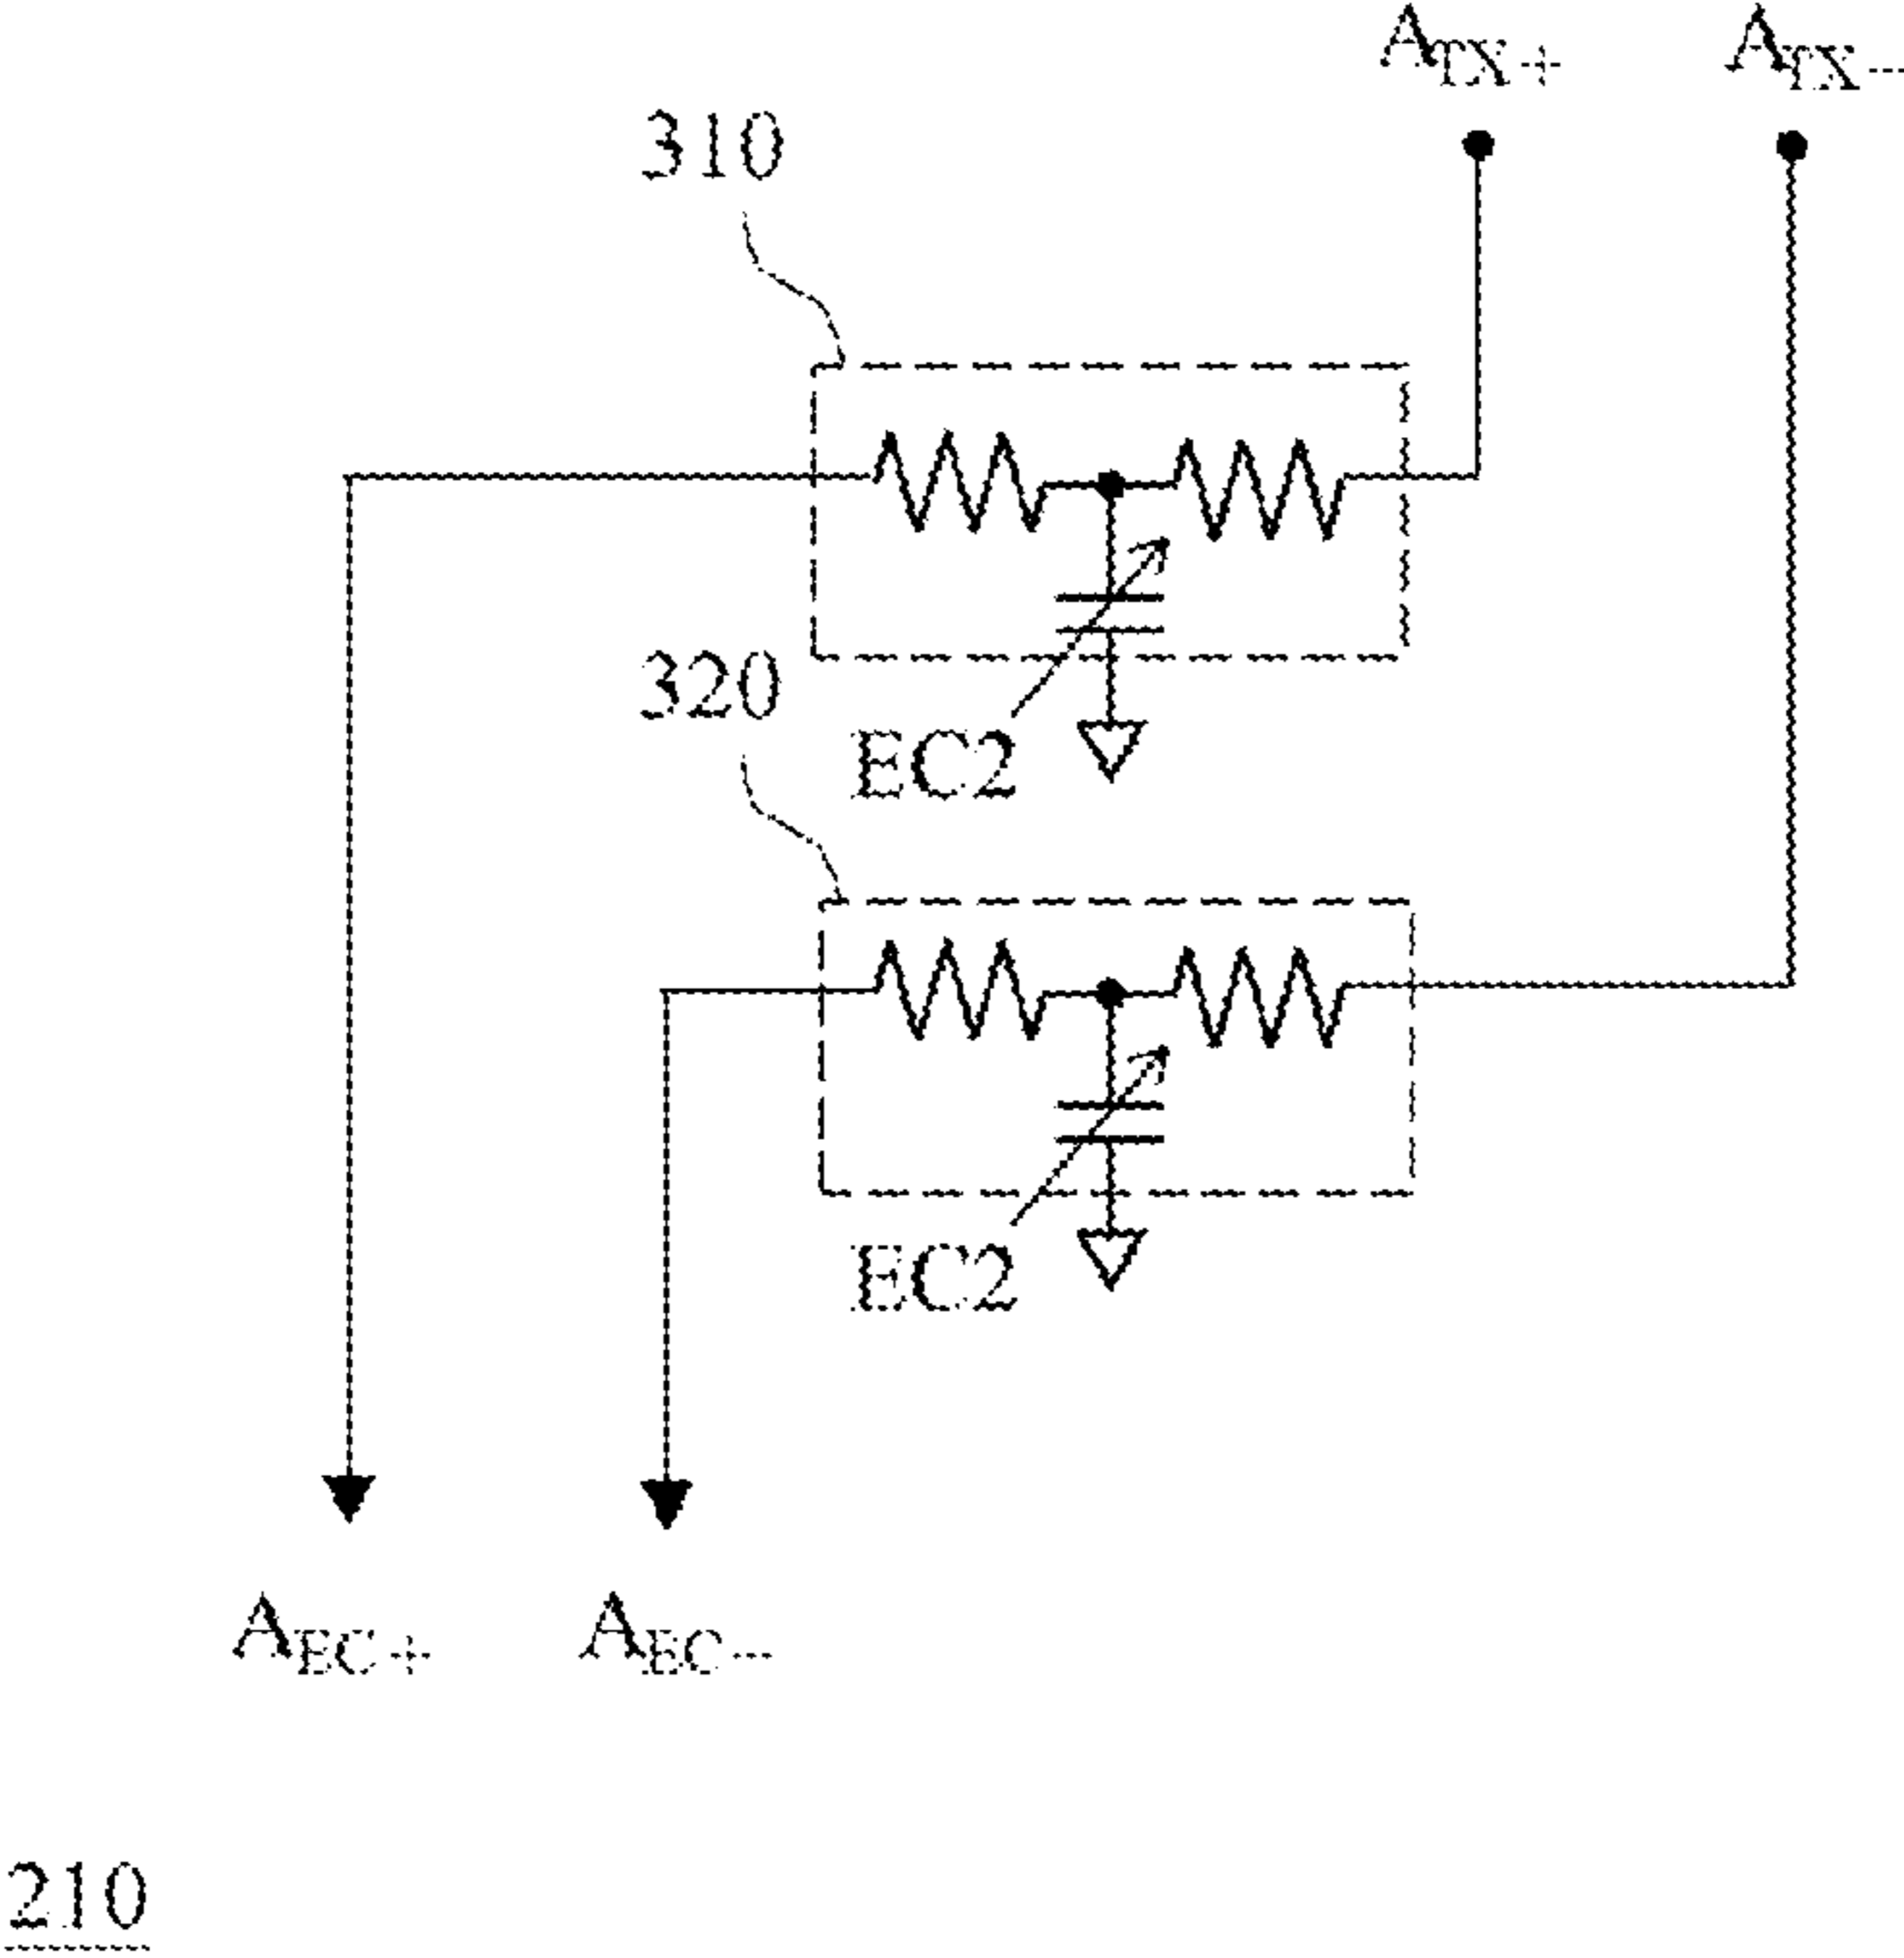 A_TX+ A_TX-
310
320
EC2
EC2
A_EC+ A_EC-
210